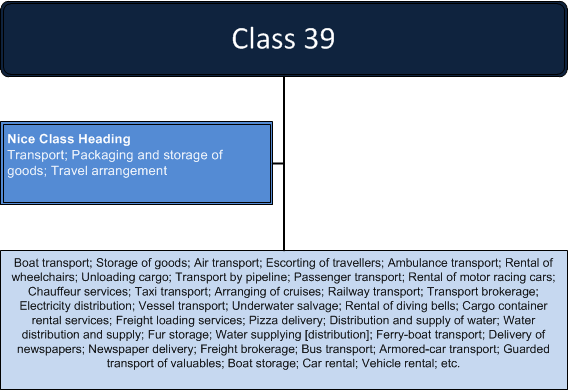 Class 39
Nice Class Heading
Transport; Packaging and storage of
goods; Travel arrangement
Boat transport; Storage of goods; Air transport; Escorting of travellers; Ambulance transport; Rental of
wheelchairs; Unloading cargo; Transport by pipeline; Passenger transport; Rental of motor racing cars;
Chauffeur services; Taxi transport; Arranging of cruises; Railway transport; Transport brokerage;
Electricity distribution; Vessel transport; Underwater salvage; Rental of diving bells; Cargo container
rental services; Freight loading services; Pizza delivery; Distribution and supply of water; Water
distribution and supply; Fur storage; Water supplying [distribution]; Ferry-boat transport; Delivery of
newspapers; Newspaper delivery; Freight brokerage; Bus transport; Armored-car transport; Guarded
transport of valuables; Boat storage; Car rental; Vehicle rental; etc.